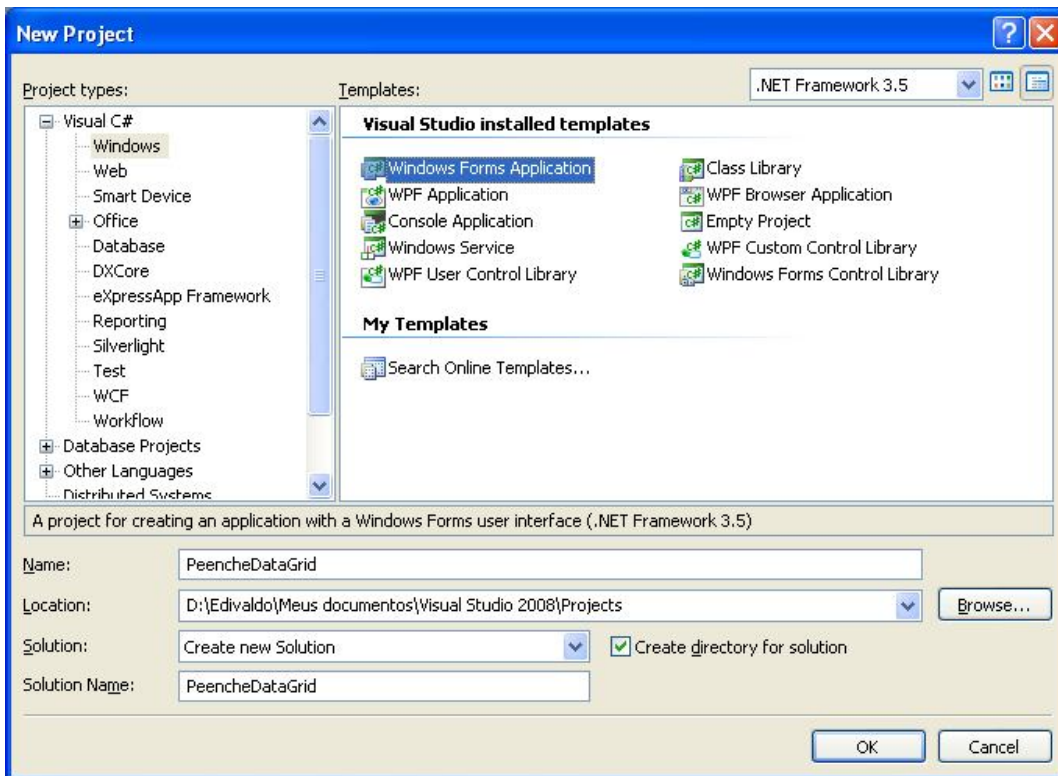 New Project
Project types:
Templates:
.NET Framework 3.5
Visual C#
Windows
Web
Smart Device
Office
Database
DXCore
eXpressApp Framework
Reporting
Silverlight
Test
WCF
Workflow
Database Projects
Other Languages
Distributed Systems
Visual Studio installed templates
Windows Forms Application
Class Library
WPF Application
WPF Browser Application
Console Application
Empty Project
Windows Service
WPF Custom Control Library
WPF User Control Library
Windows Forms Control Library
My Templates
Search Online Templates...
A project for creating an application with a Windows Forms user interface (.NET Framework 3.5)
Name:
PeencheDataGrid
Location:
D:\Edivaldo\Meus documentos\Visual Studio 2008\Projects
Browse...
Solution:
Create new Solution
Create directory for solution
Solution Name:
PeencheDataGrid
OK
Cancel